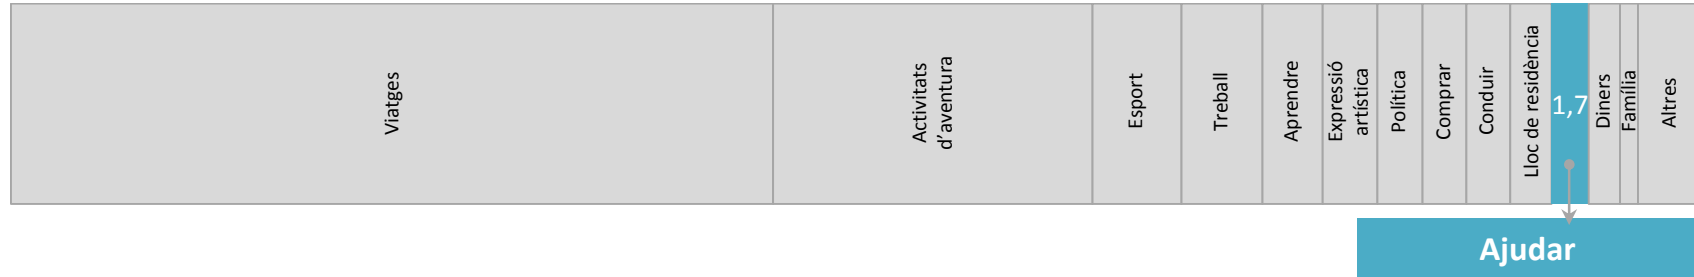 Viatges
Activitats
d'aventura
Esport
Treball
Aprendre
Expressió
artística
Política
Comprar
Conduir
Lloc de residència
1,7
Diners
Família
Altres
Ajudar